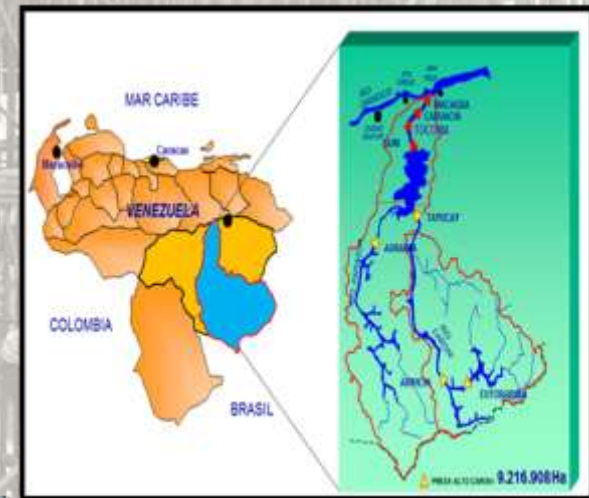 MAR CARIBE
Caracas
Maracaibo
VENEZUELA
COLOMBIA
BRASIL
MACAGUA
CARUACHI
TOCOMA
GURI
TAYUCAY
AURAIMA
EUTOBARIMA
PRESA ALTO CARONI 9.216.908Ha